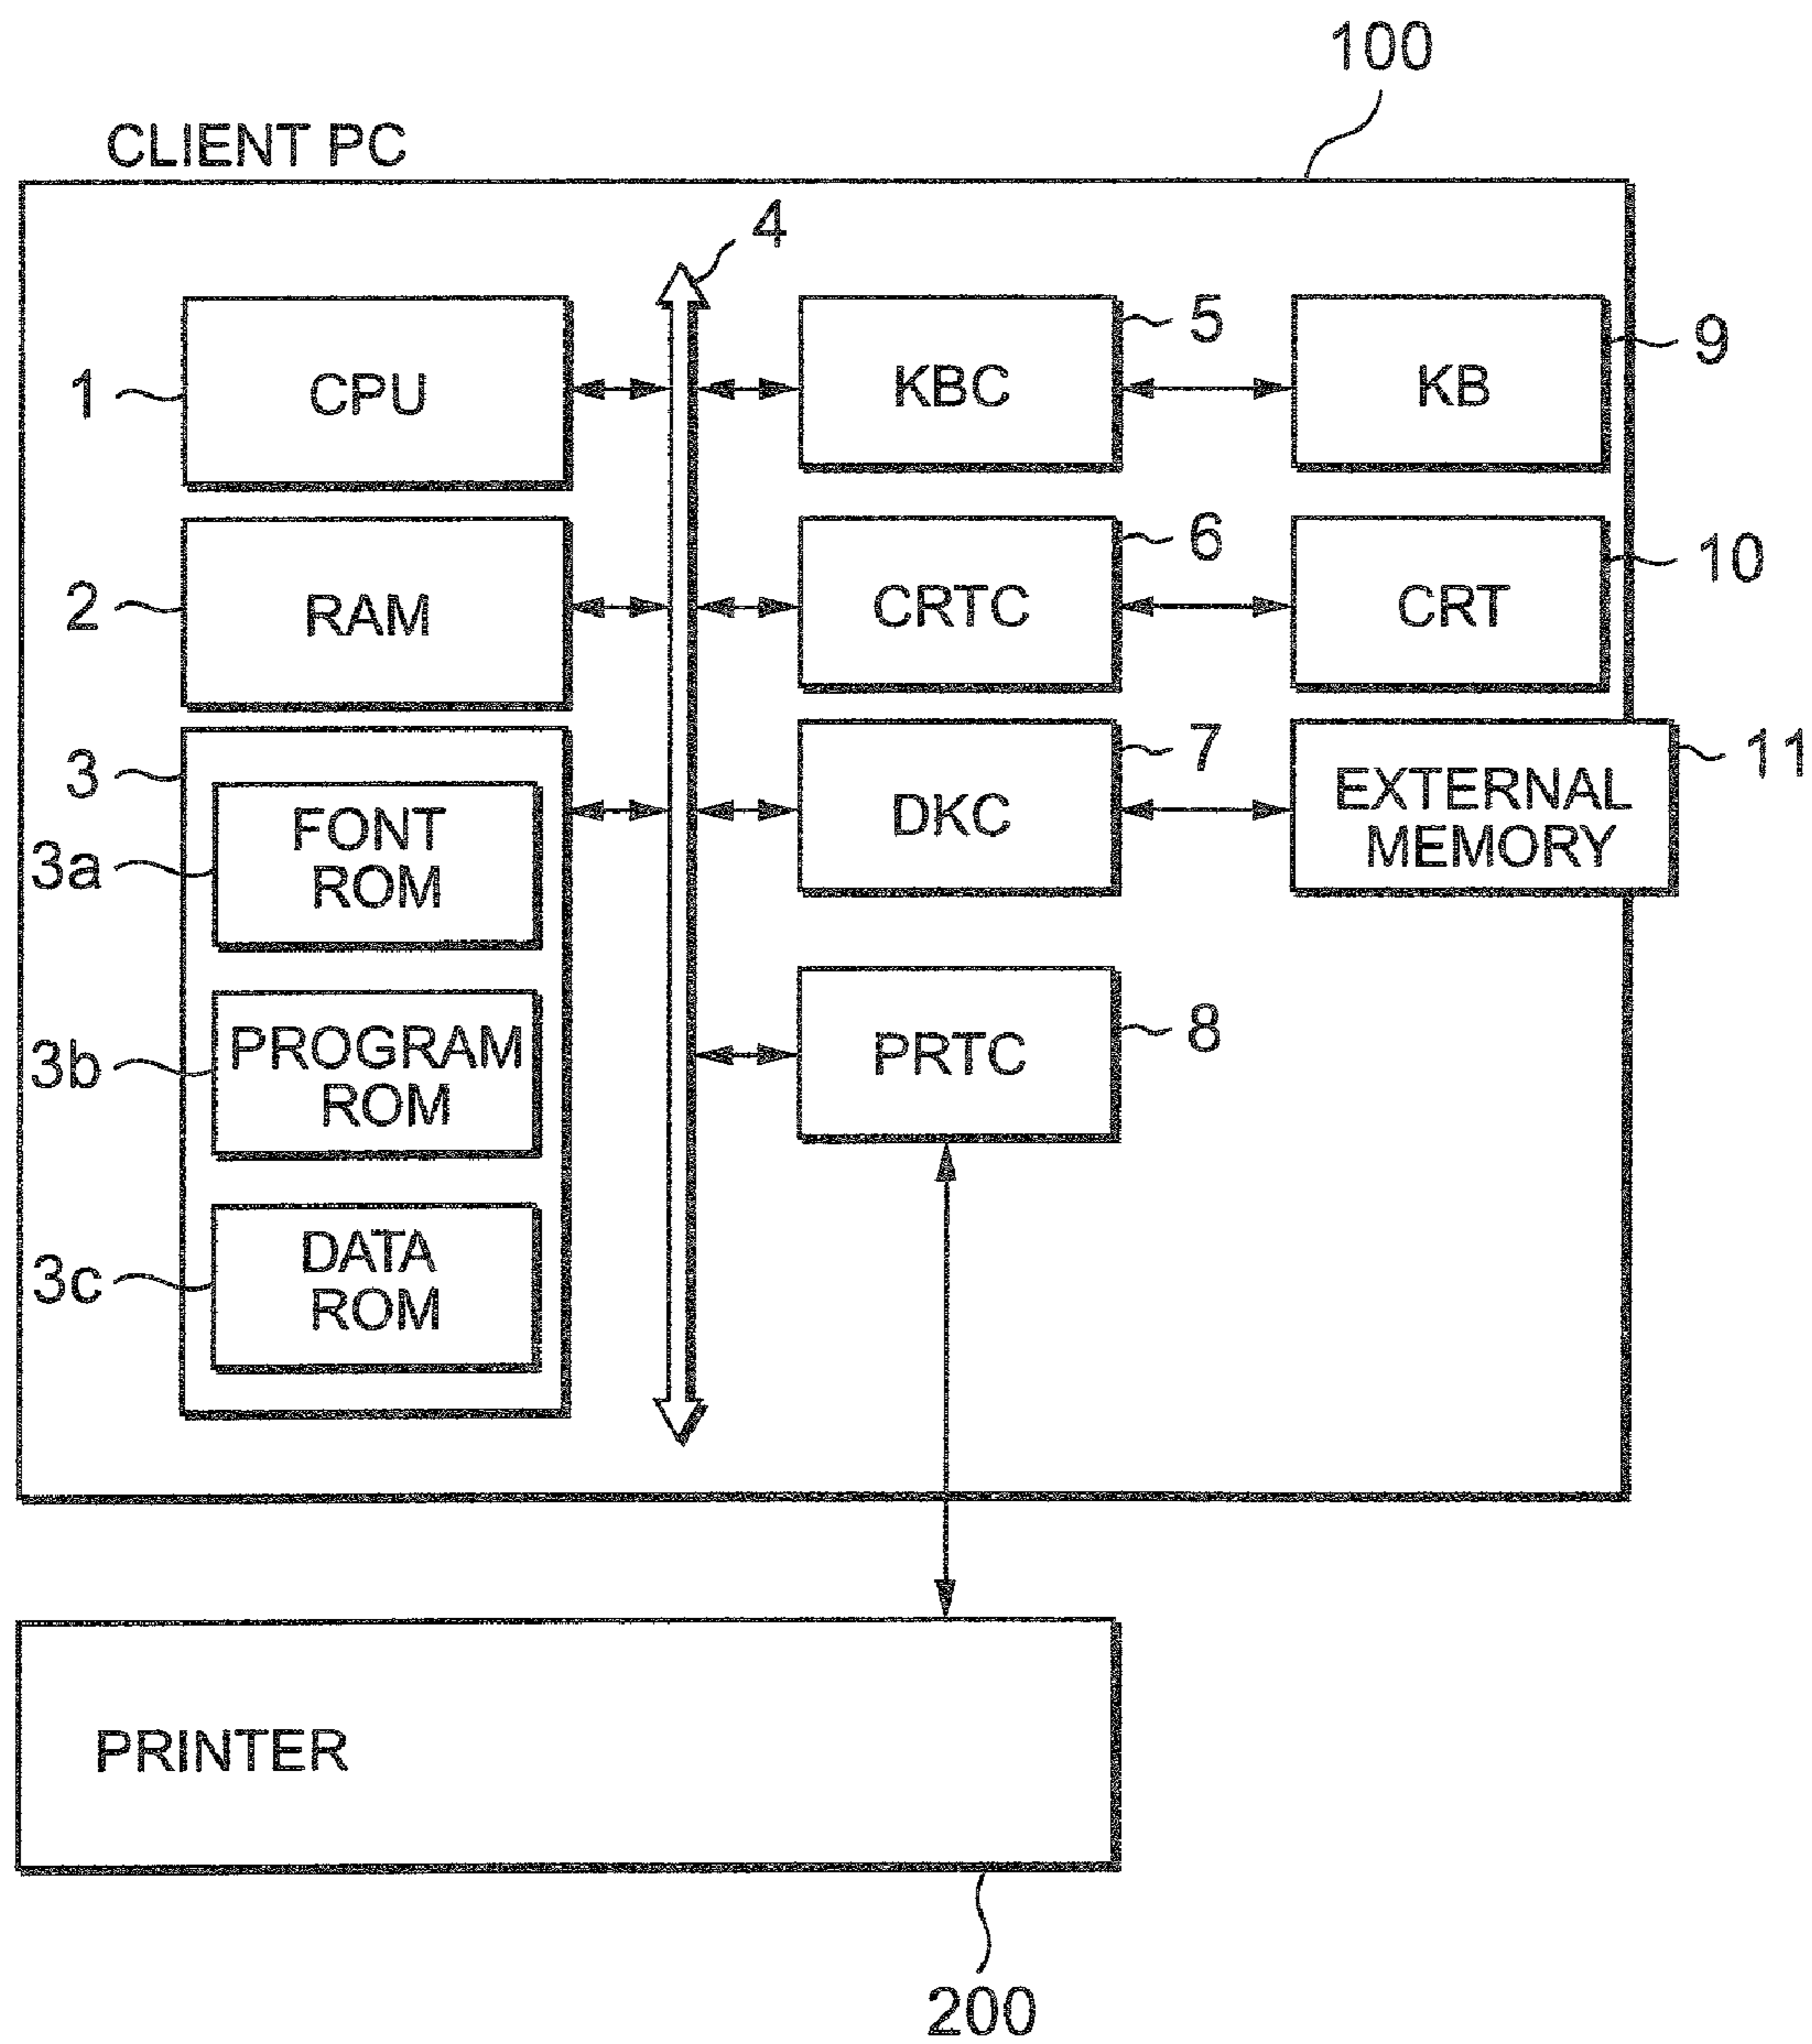 100
CLIENT PC
4
1
CPU
KBC
5
KB
9
2
RAM
CRTC
6
CRT
10
3
3a
FONT
ROM
DKC
7
EXTERNAL
MEMORY
11
3b
PROGRAM
ROM
PRTC
8
3c
DATA
ROM
PRINTER
200